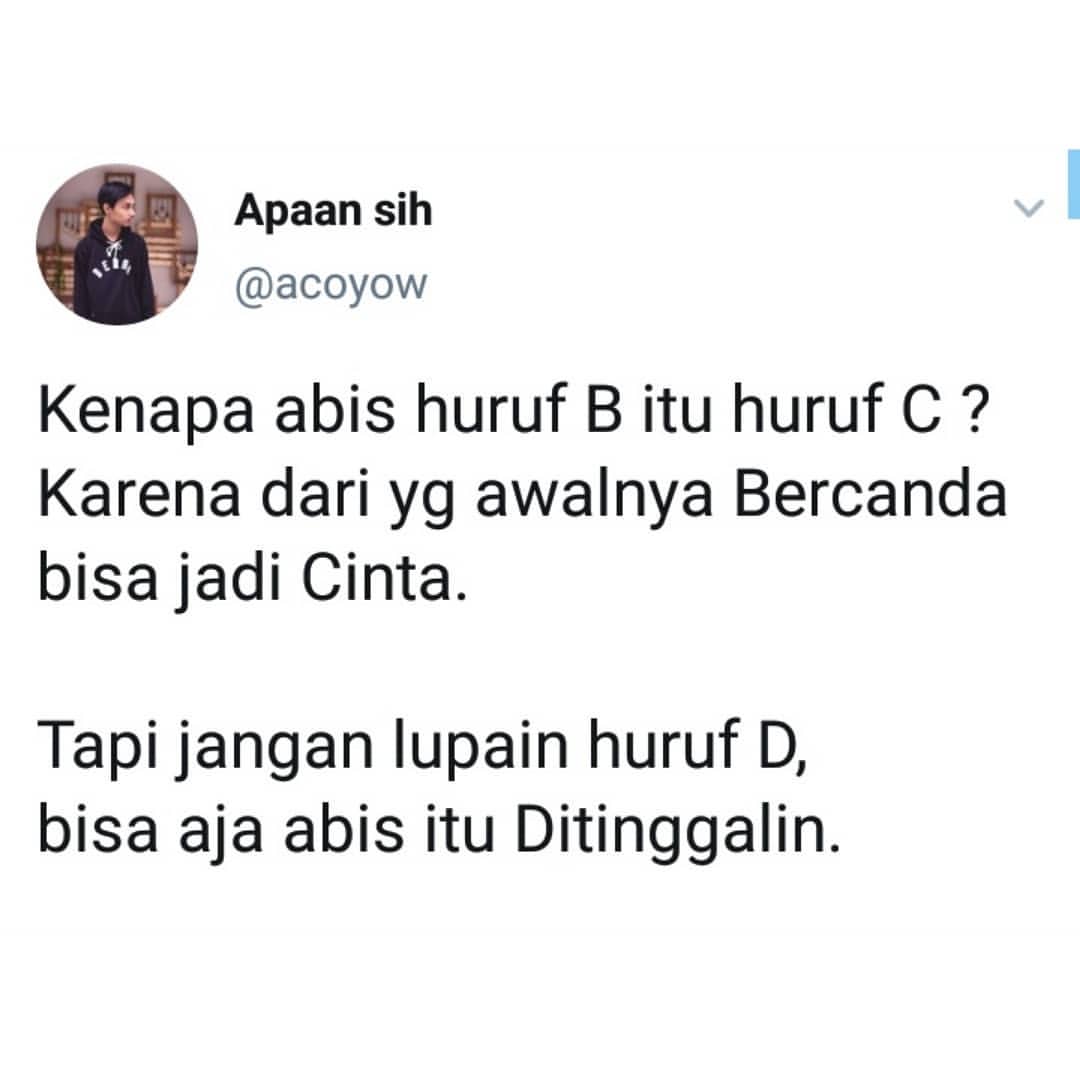 Apaan sih
@acoyow
Kenapa abis huruf B itu huruf C ?
Karena dari yg awalnya Bercanda
bisa jadi Cinta.
Tapi jangan lupain huruf D,
bisa aja abis itu Ditinggalin.